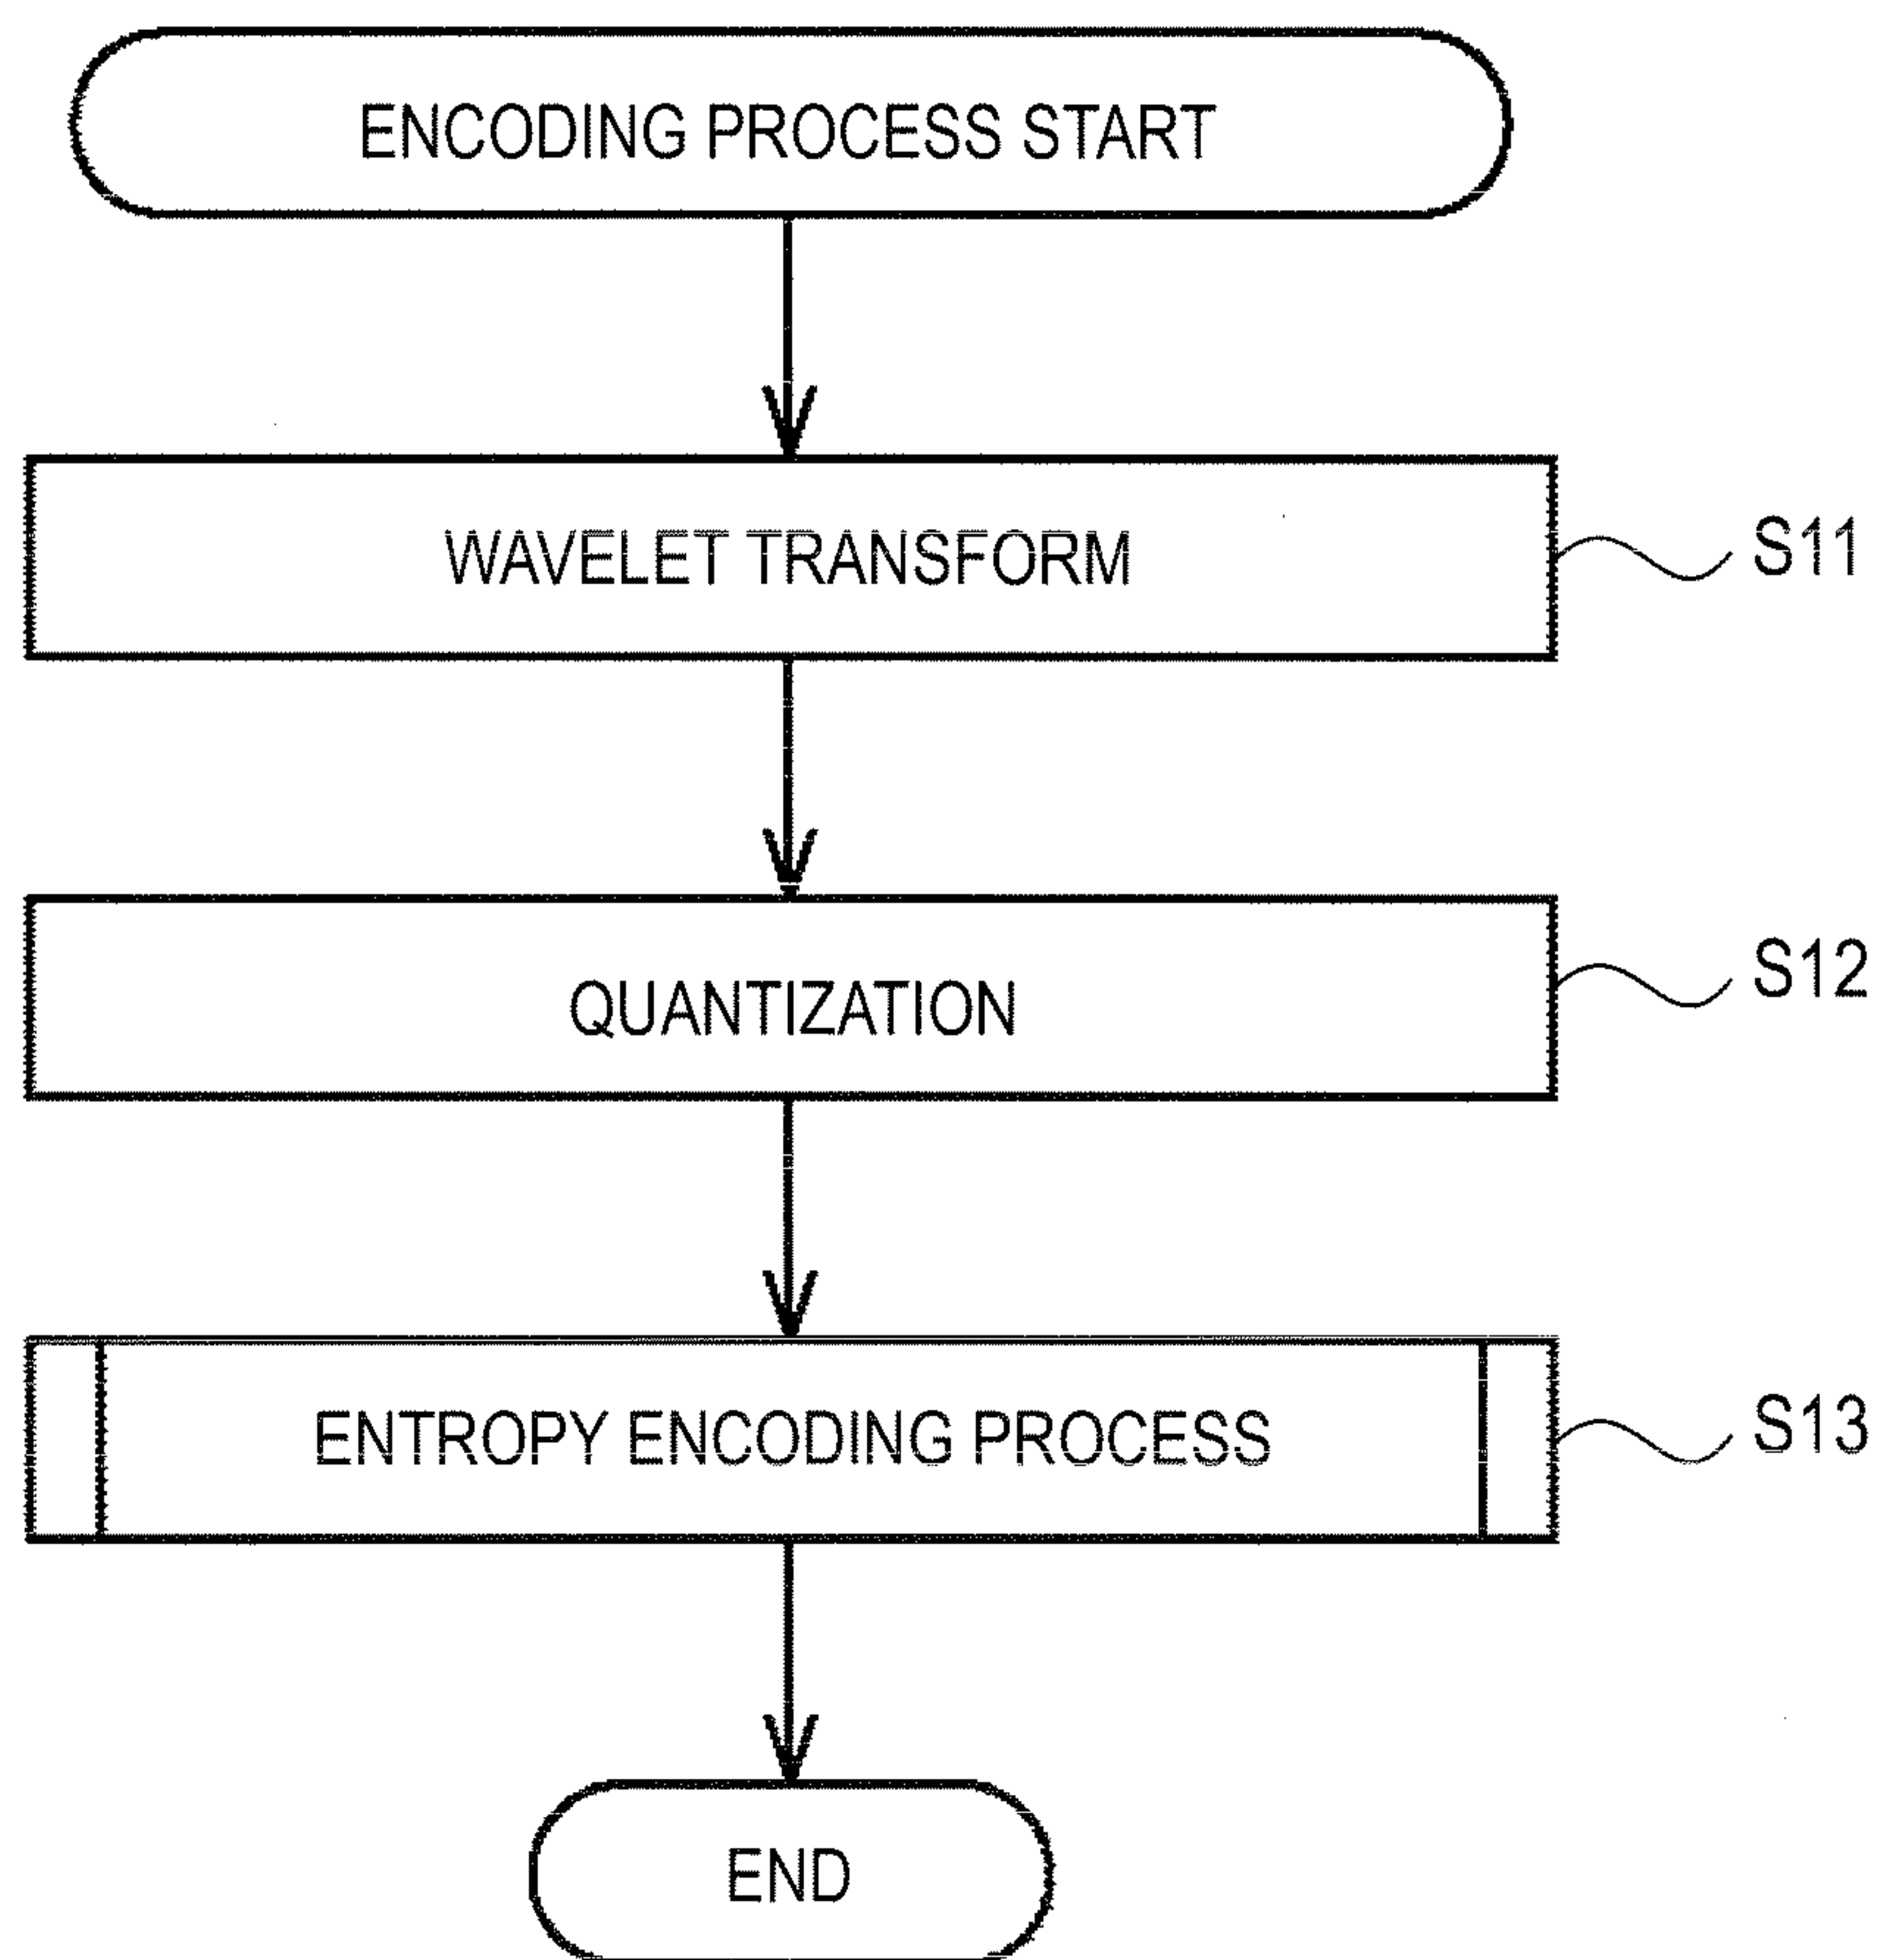 ENCODING PROCESS START
WAVELET TRANSFORM
S11
QUANTIZATION
S12
ENTROPY ENCODING PROCESS
S13
END